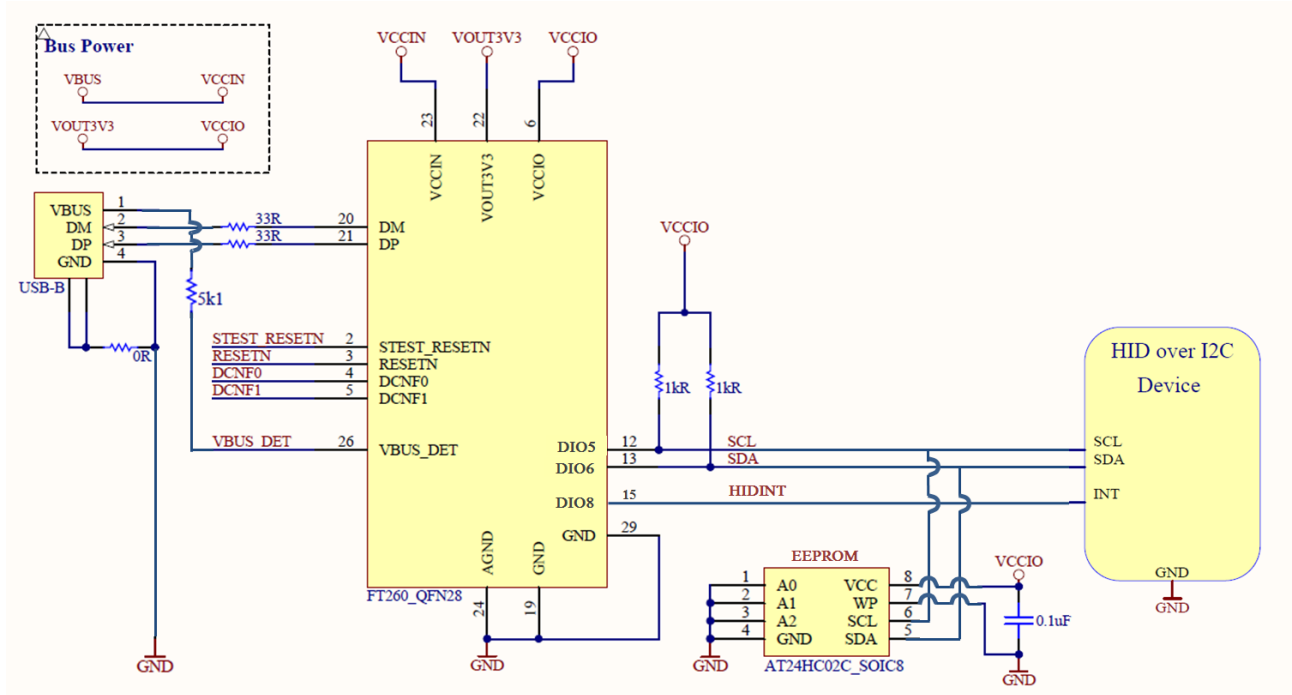 Bus Power
VBUS VCCIN
VOUT3V3 VCCIO
VCCIN VOUT3V3 VCCIO
23 22 6
VCCIN VOUT3V3 VCCIO
VBUS 1
DM 2 33R 20 DM
DP 3 33R 21 DP
GND 4
USB-B
5k1
0R
STEST_RESETN 2 STEST_RESETN
RESETN 3 RESETN
DCNF0 4 DCNF0
DCNF1 5 DCNF1
VBUS_DET 26 VBUS_DET
GND
VCCIO
1kR 1kR
DIO5 12 SCL
DIO6 13 SDA
DIO8 15 HIDINT
GND 29
AGND GND
24 19
FT260_QFN28
GND
HID over I2C
Device
SCL
SDA
INT
GND
GND
EEPROM
1 A0 VCC 8
2 A1 WP 7
3 A2 SCL 6
4 GND SDA 5
GND
AT24HC02C_SOIC8
VCCIO
0.1uF
GND